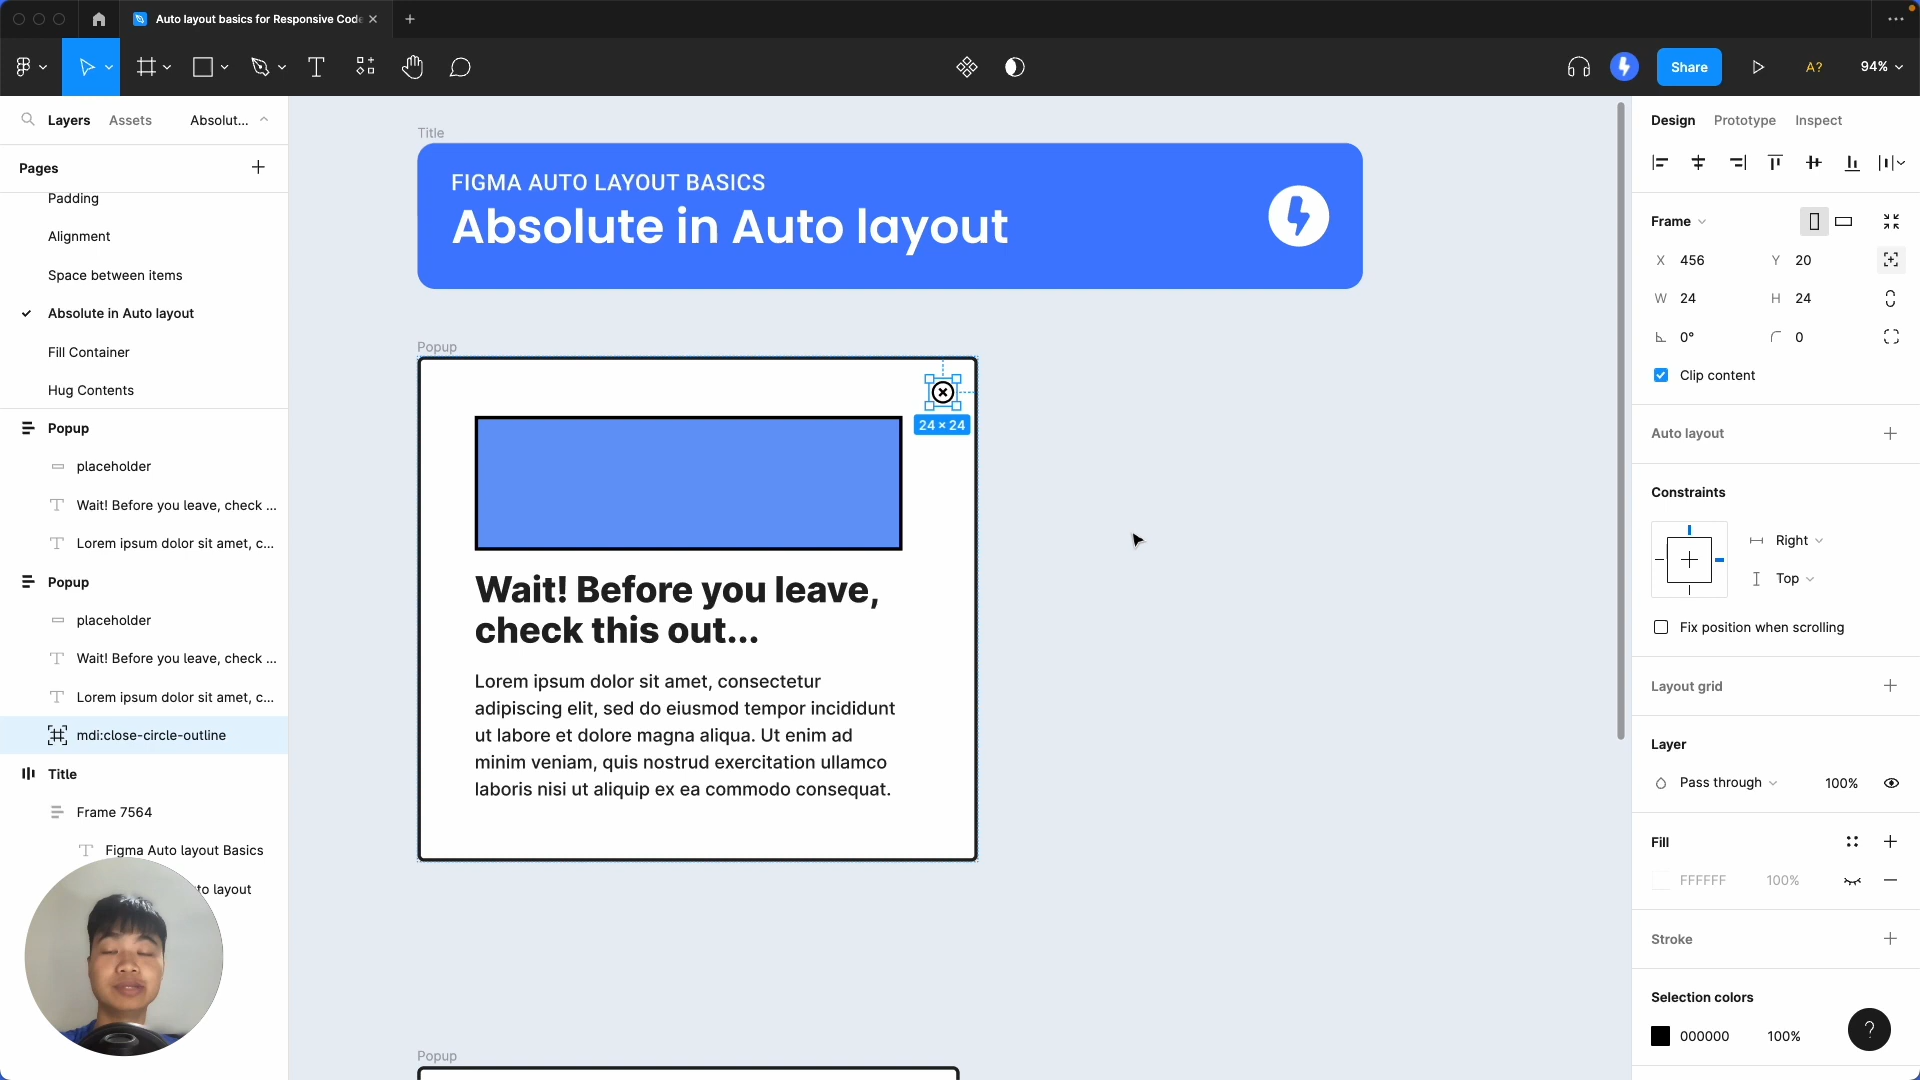 Auto layout basics for Responsive Code
Share
A?
94%
Layers
Assets
Absolut...
Pages
Padding
Alignment
Space between items
Absolute in Auto layout
Fill Container
Hug Contents
Popup
placeholder
Wait! Before you leave, check ...
Lorem ipsum dolor sit amet, c...
Popup
placeholder
Wait! Before you leave, check ...
Lorem ipsum dolor sit amet, c...
mdi:close-circle-outline
Title
Frame 7564
Figma Auto layout Basics
to layout
Title
FIGMA AUTO LAYOUT BASICS
Absolute in Auto layout
Popup
24 × 24
Wait! Before you leave,
check this out...
Lorem ipsum dolor sit amet, consectetur
adipiscing elit, sed do eiusmod tempor incididunt
ut labore et dolore magna aliqua. Ut enim ad
minim veniam, quis nostrud exercitation ullamco
laboris nisi ut aliquip ex ea commodo consequat.
Popup
Design
Prototype
Inspect
Frame
X 456
Y 20
W 24
H 24
0°
0
Clip content
Auto layout
Constraints
Right
Top
Fix position when scrolling
Layout grid
Layer
Pass through
100%
Fill
FFFFFF
100%
Stroke
Selection colors
000000
100%
?